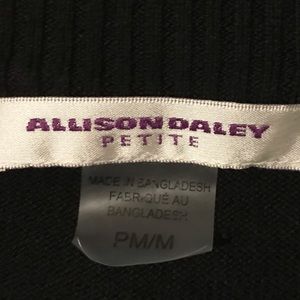 ALLISON DALEY
PETITE
MADE IN BANGLADESH
FABRIQUÉ AU
BANGLADESH
PM/M